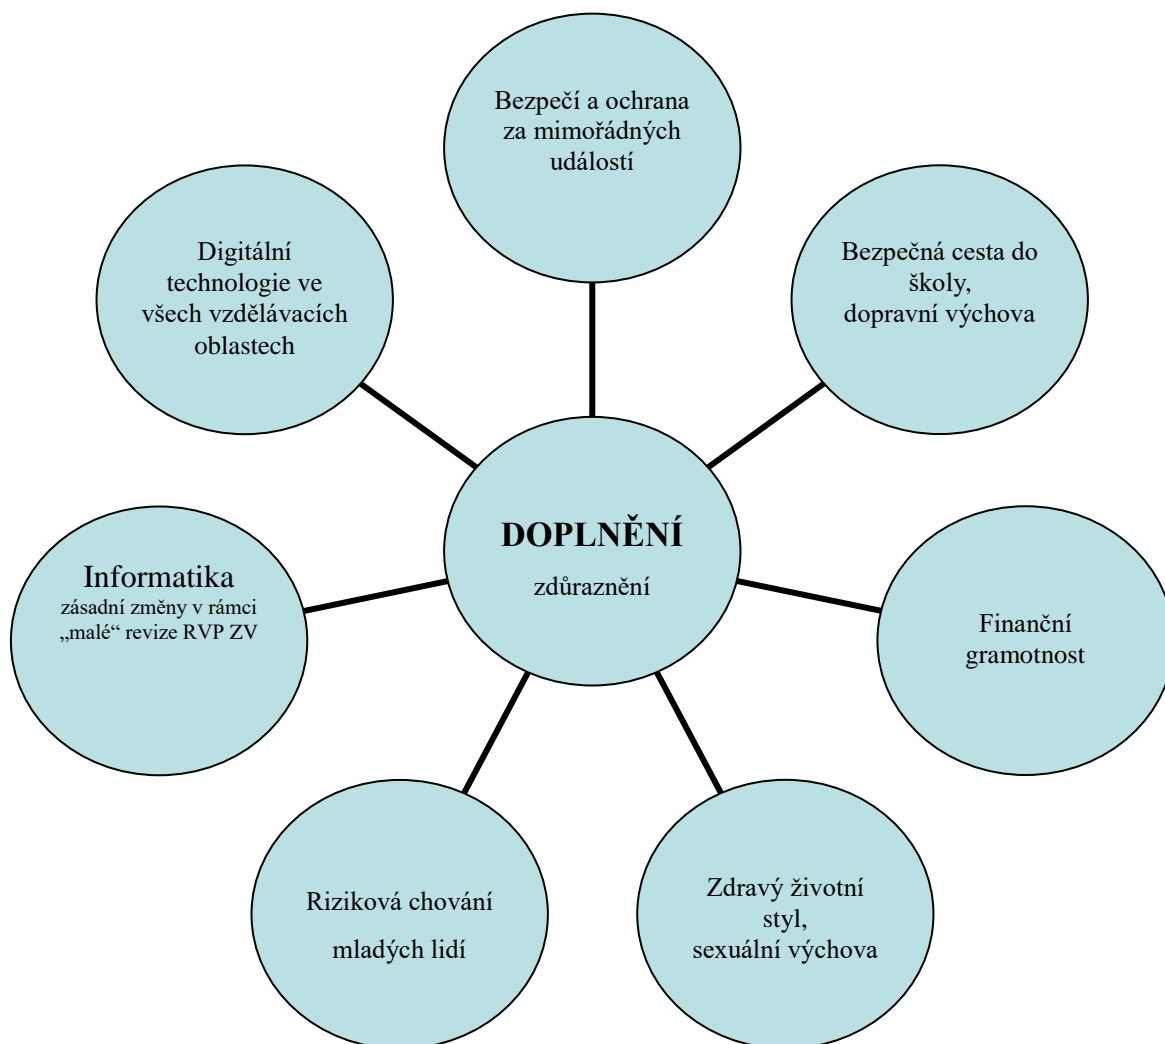 Bezpečí a ochrana
za mimořádných
událostí
Digitální
technologie ve
všech vzdělávacích
oblastech
Bezpečná cesta do
školy,
dopravní výchova
DOPLNĚNÍ
zdůraznění
Informatika
zásadní změny v rámci
„malé“ revize RVP ZV
Finanční
gramotnost
Riziková chování
mladých lidí
Zdravý životní
styl,
sexuální výchova